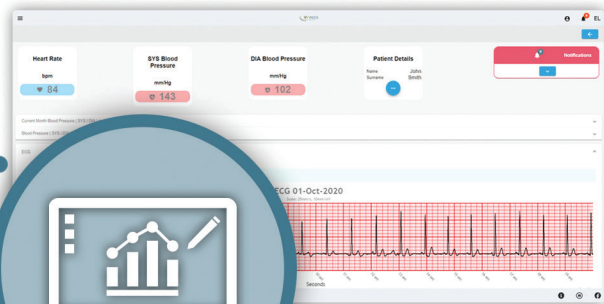 EL
Heart Rate
bpm
84
SYS Blood
Pressure
mm/Hg
143
DIA Blood Pressure
mm/Hg
102
Patient Details
Name John
Surname Smith
Notifications
ECG
ECG 01-Oct-2020
Seconds